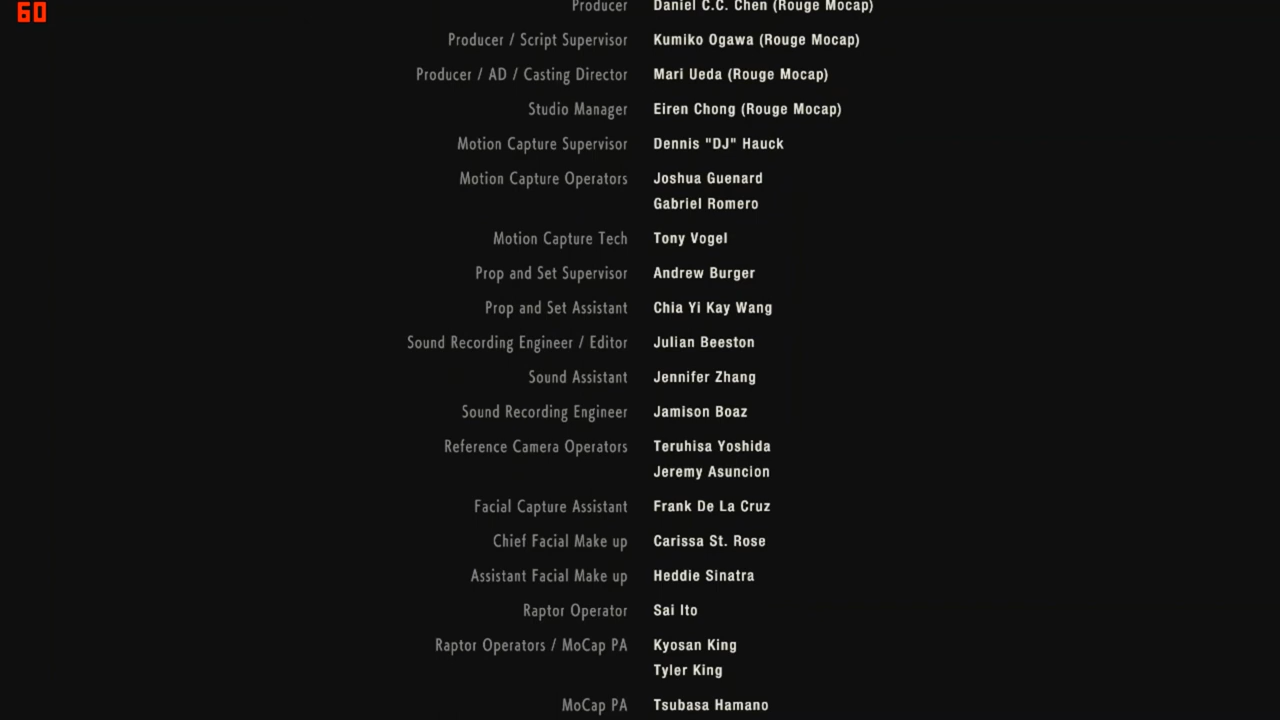 60
Producer Daniel C.C. Chen (Rouge Mocap)
Producer / Script Supervisor Kumiko Ogawa (Rouge Mocap)
Producer / AD / Casting Director Mari Ueda (Rouge Mocap)
Studio Manager Eiren Chong (Rouge Mocap)
Motion Capture Supervisor Dennis "DJ" Hauck
Motion Capture Operators Joshua Guenard
Gabriel Romero
Motion Capture Tech Tony Vogel
Prop and Set Supervisor Andrew Burger
Prop and Set Assistant Chia Yi Kay Wang
Sound Recording Engineer / Editor Julian Beeston
Sound Assistant Jennifer Zhang
Sound Recording Engineer Jamison Boaz
Reference Camera Operators Teruhisa Yoshida
Jeremy Asuncion
Facial Capture Assistant Frank De La Cruz
Chief Facial Make up Carissa St. Rose
Assistant Facial Make up Heddie Sinatra
Raptor Operator Sai Ito
Raptor Operators / MoCap PA Kyosan King
Tyler King
MoCap PA Tsubasa Hamano